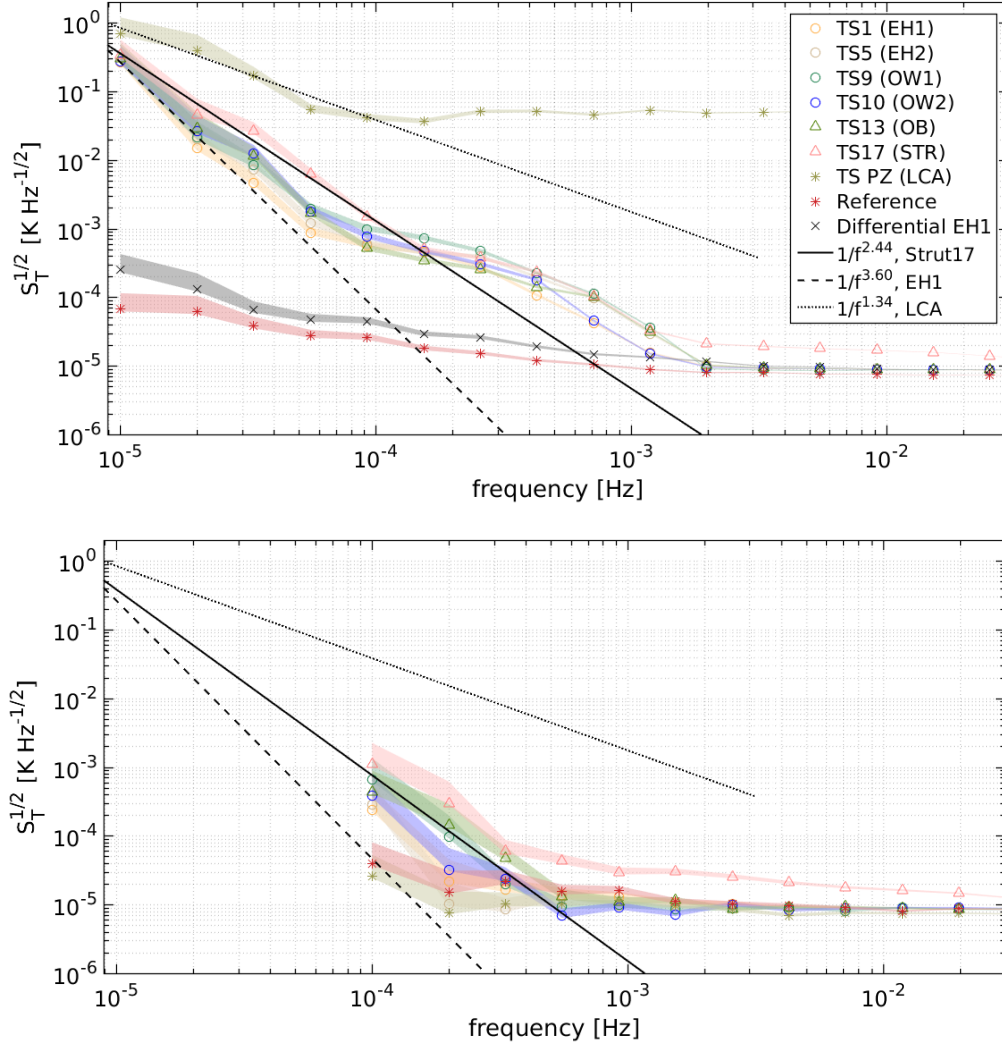 10^0
10^-1
10^-2
10^-3
10^-4
10^-5
10^-6
S_T^1/2 [K Hz^-1/2]
TS1 (EH1)
TS5 (EH2)
TS9 (OW1)
TS10 (OW2)
TS13 (OB)
TS17 (STR)
TS PZ (LCA)
Reference
Differential EH1
1/f^2.44, Strut17
1/f^3.60, EH1
1/f^1.34, LCA
10^-5 10^-4 10^-3 10^-2
frequency [Hz]
10^0
10^-1
10^-2
10^-3
10^-4
10^-5
10^-6
S_T^1/2 [K Hz^-1/2]
10^-5 10^-4 10^-3 10^-2
frequency [Hz]